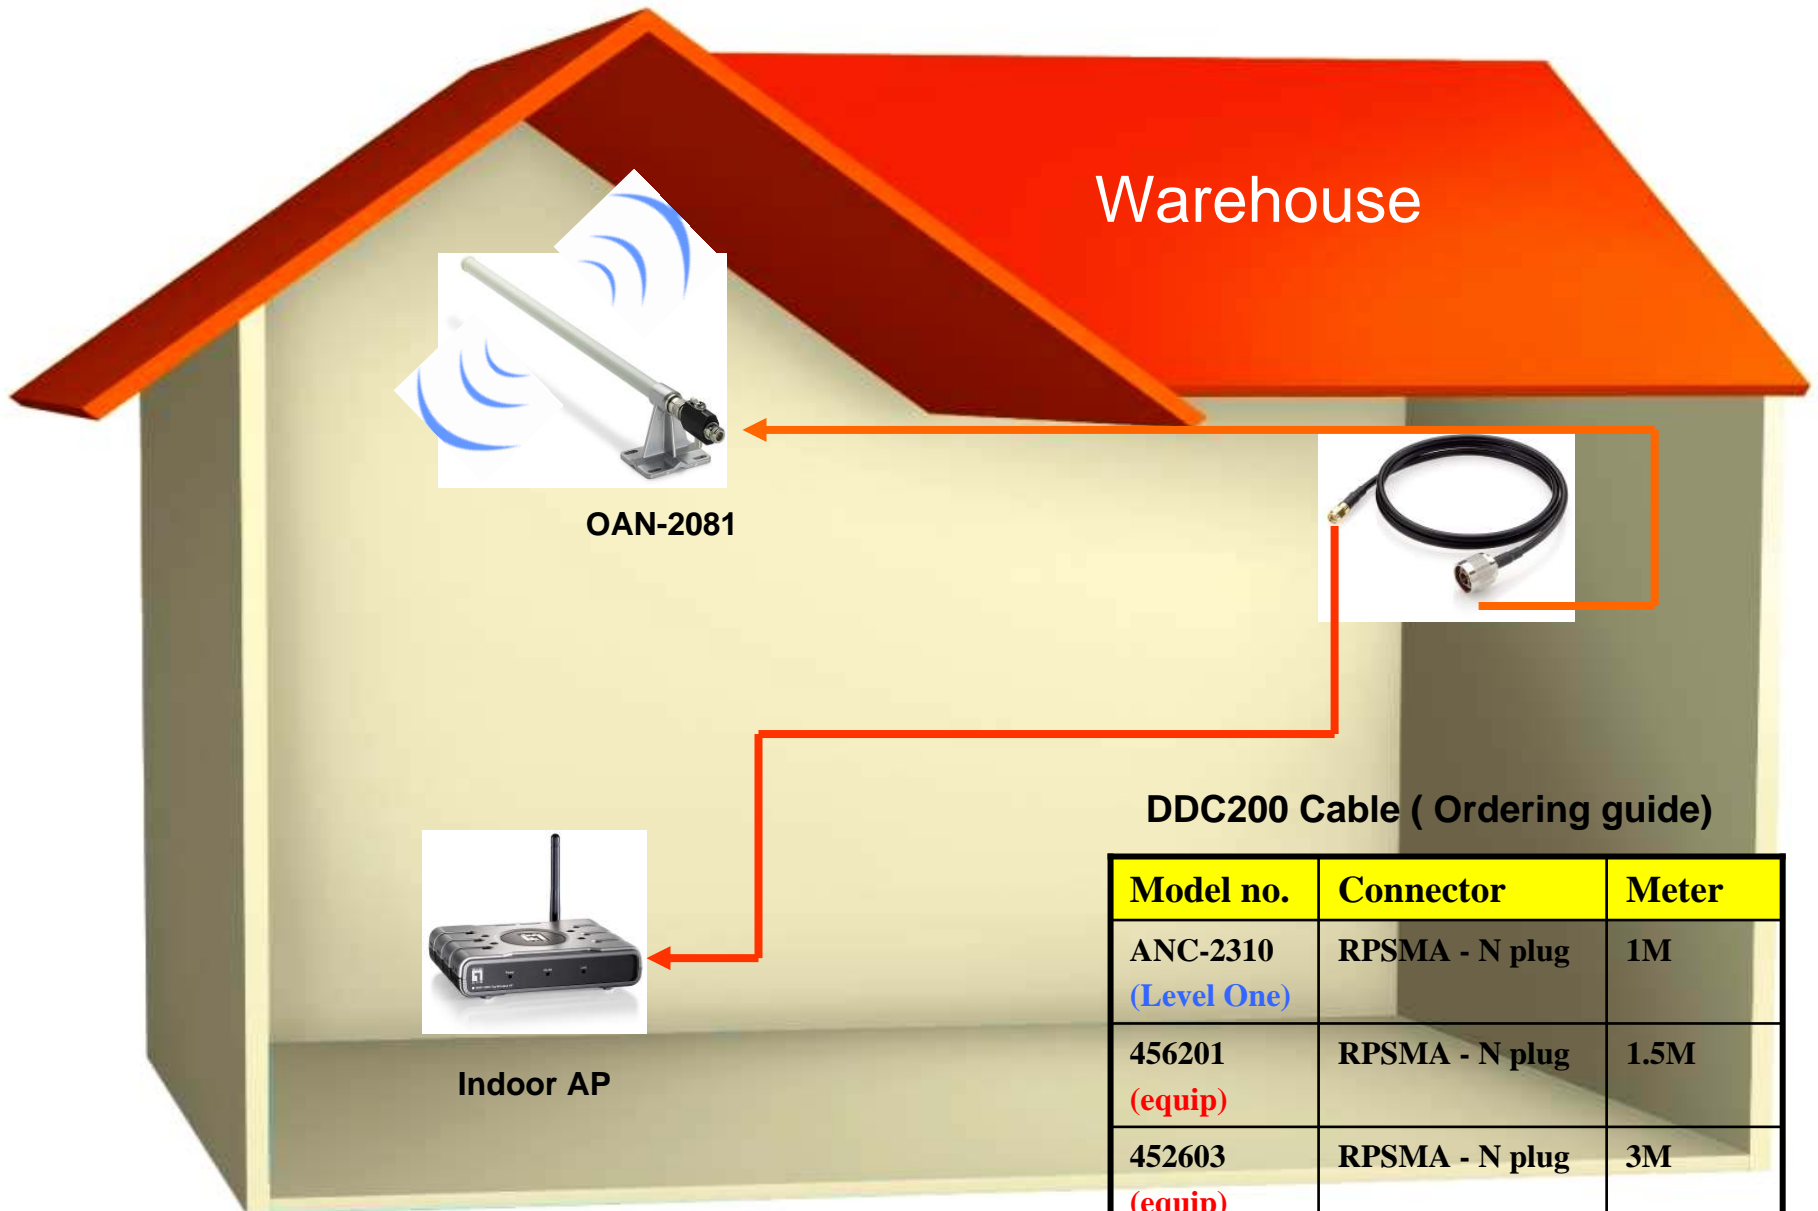 Warehouse
OAN-2081
DDC200 Cable ( Ordering guide)
Model no. Connector Meter
ANC-2310 RPSMA - N plug 1M
(Level One)
456201 RPSMA - N plug 1.5M
(equip)
452603 RPSMA - N plug 3M
(equip)
Indoor AP